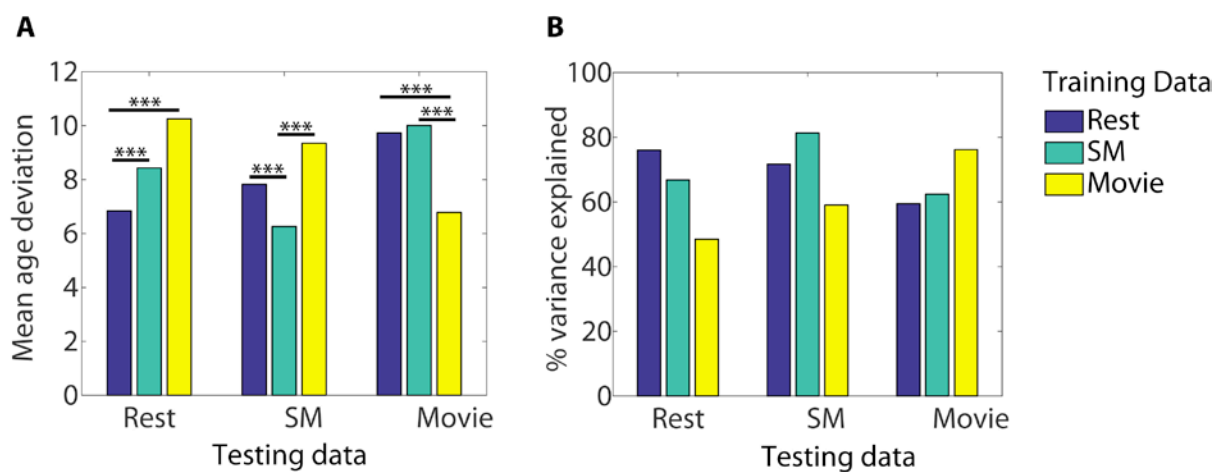 A
Mean age deviation
12
10
8
6
4
2
0
***
***
***
***
***
***
Rest SM Movie
Testing data
B
% variance explained
100
80
60
40
20
0
Rest SM Movie
Testing data
Training Data
Rest
SM
Movie